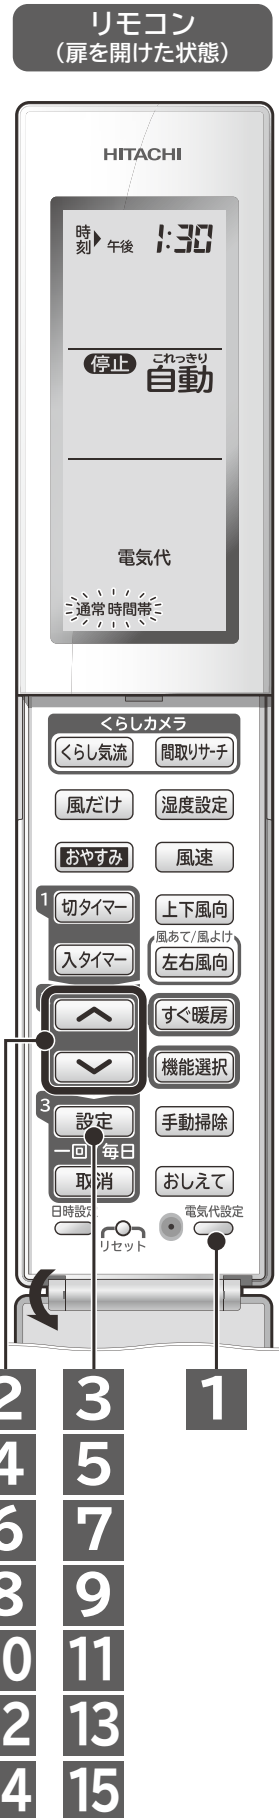 リモコン
（扉を開けた状態）
HITACHI
時刻 午後 1:30
停止 これっきり
自動
電気代
通常時間帯
くらしカメラ
くらし気流 間取りサーチ
風だけ 湿度設定
おやすみ 風速
1 切タイマー 上下風向
風あて/風よけ
入タイマー 左右風向
すぐ暖房
機能選択
3 設定 手動掃除
一回 毎日
取消 おしえて
日時設定 電気代設定
リセット
2 3 1
4 5
6 7
8 9
0 11
2 13
4 15